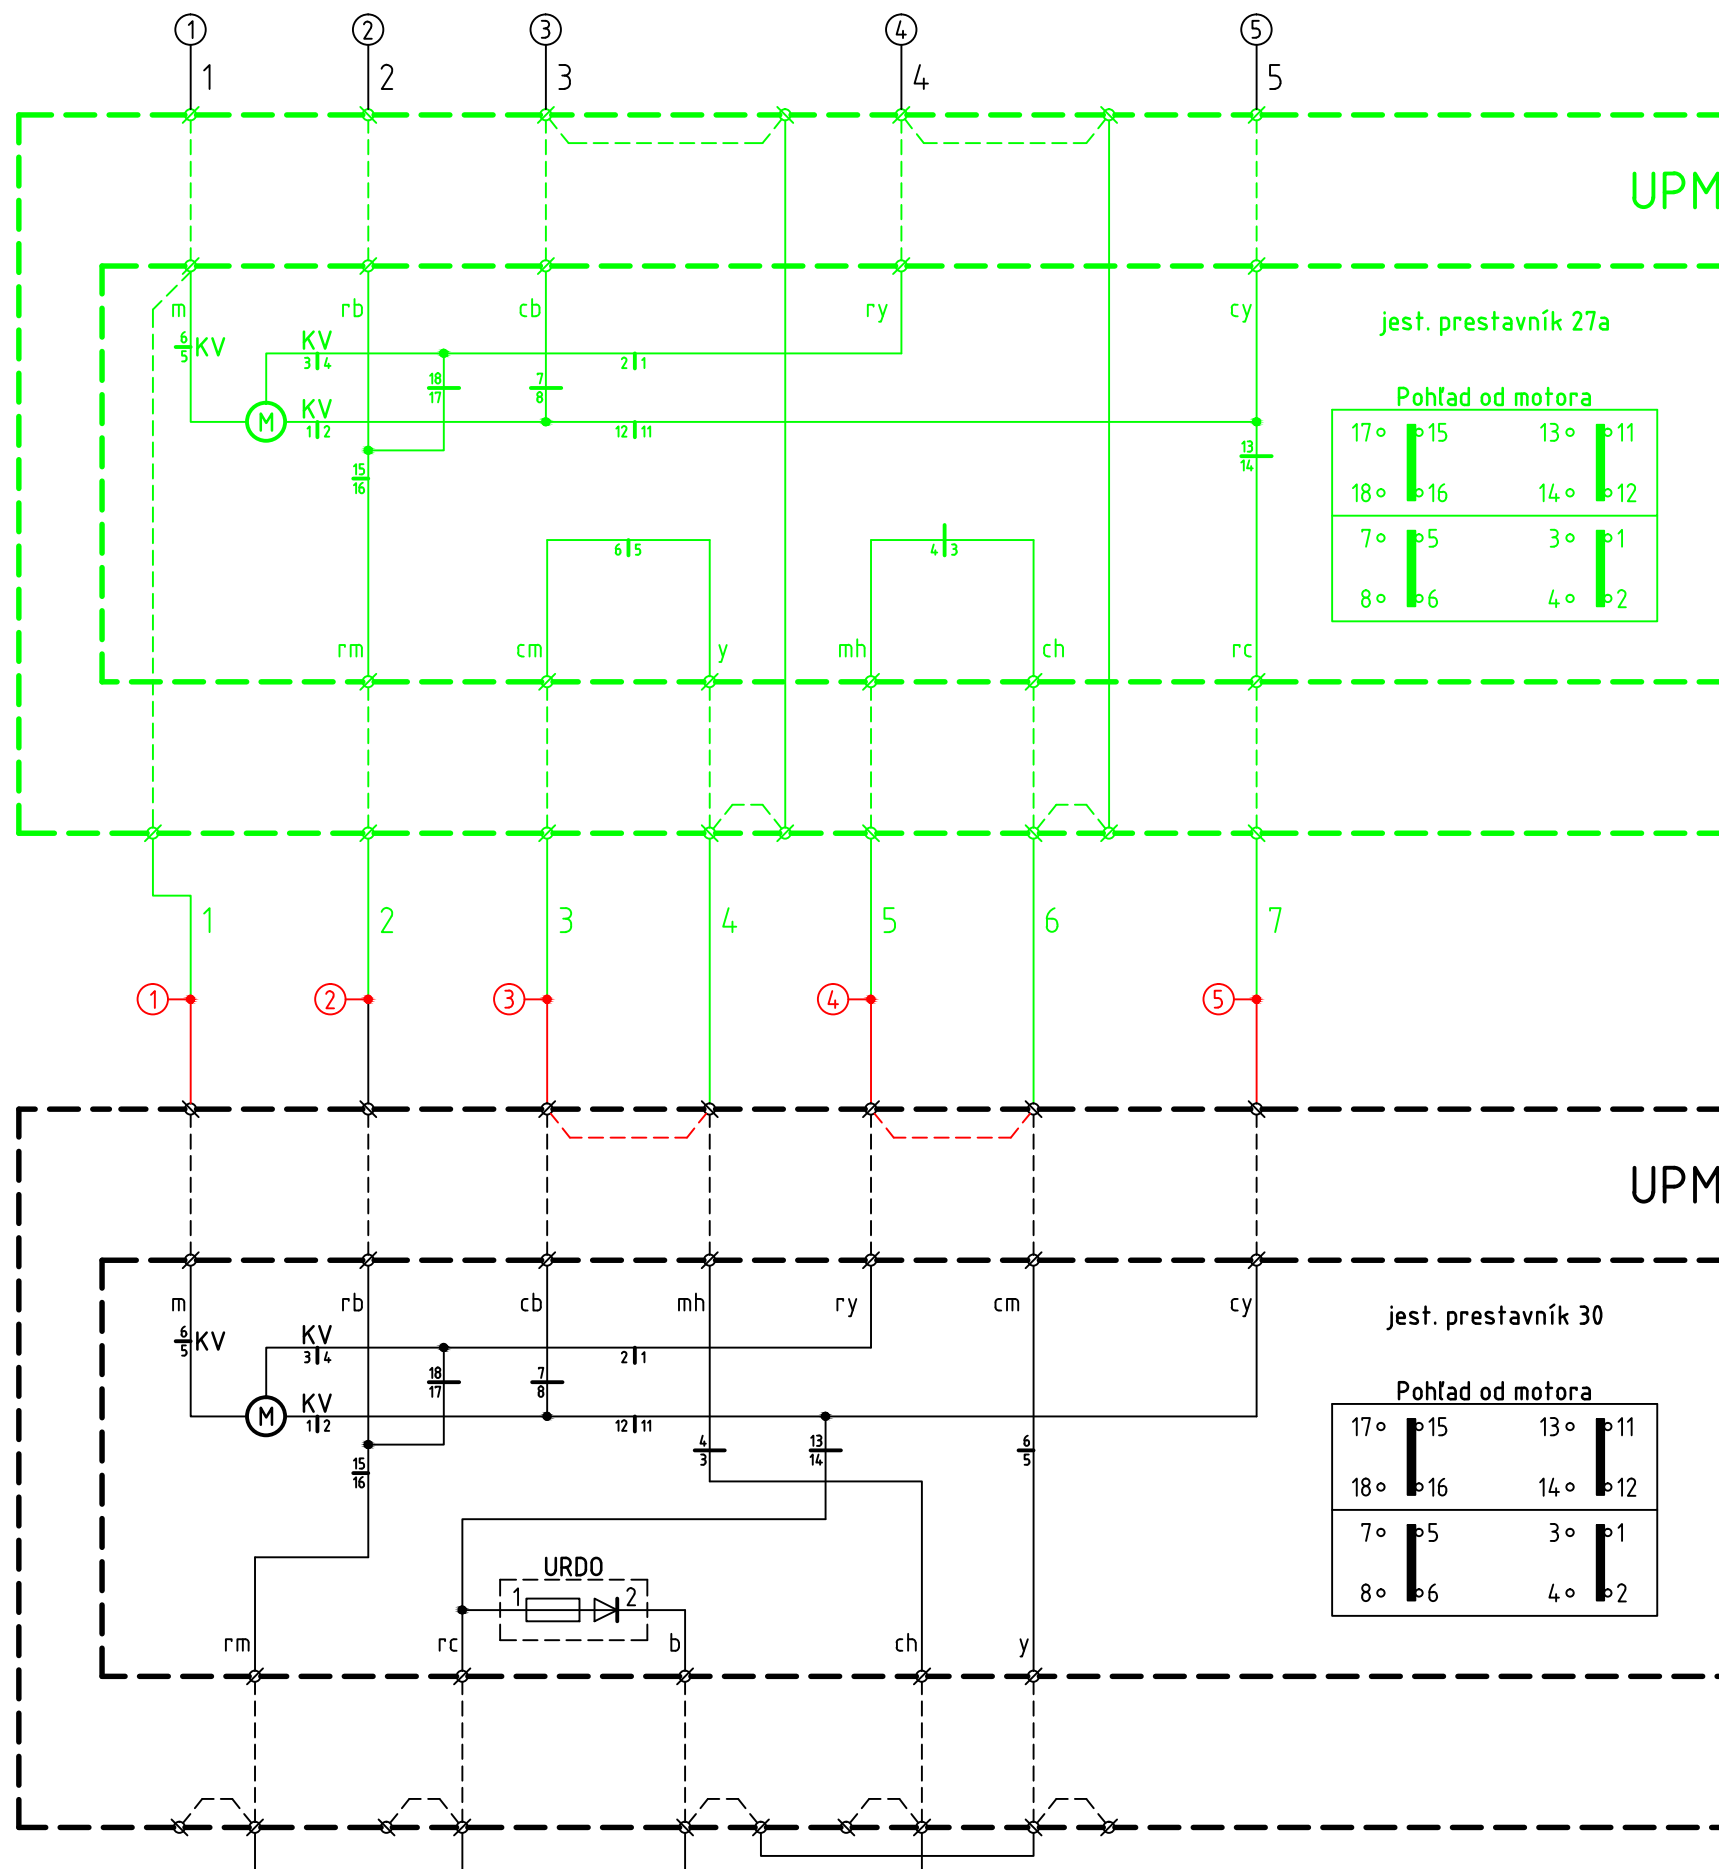 1 2 3 4 5
1 2 3 4 5
UPM
m rb cb ry cy
jest. prestavník 27a
6 5 KV
KV 3 4
2 1
18 17
7 8
M
KV 1 2
12 11
13 14
15 16
Pohľad od motora
17 15 13 11
18 16 14 12
7 5 3 1
8 6 4 2
6 5
4 3
rm cm y mh ch rc
1 2 3 4 5 6 7
1 2 3 4 5
UPM
m rb cb mh ry cm cy
jest. prestavník 30
6 5 KV
KV 3 4
2 1
18 17
7 8
M
KV 1 2
12 11
4 3
13 14
6 5
15 16
Pohľad od motora
17 15 13 11
18 16 14 12
7 5 3 1
8 6 4 2
URDO
1 2
rm rc b ch y